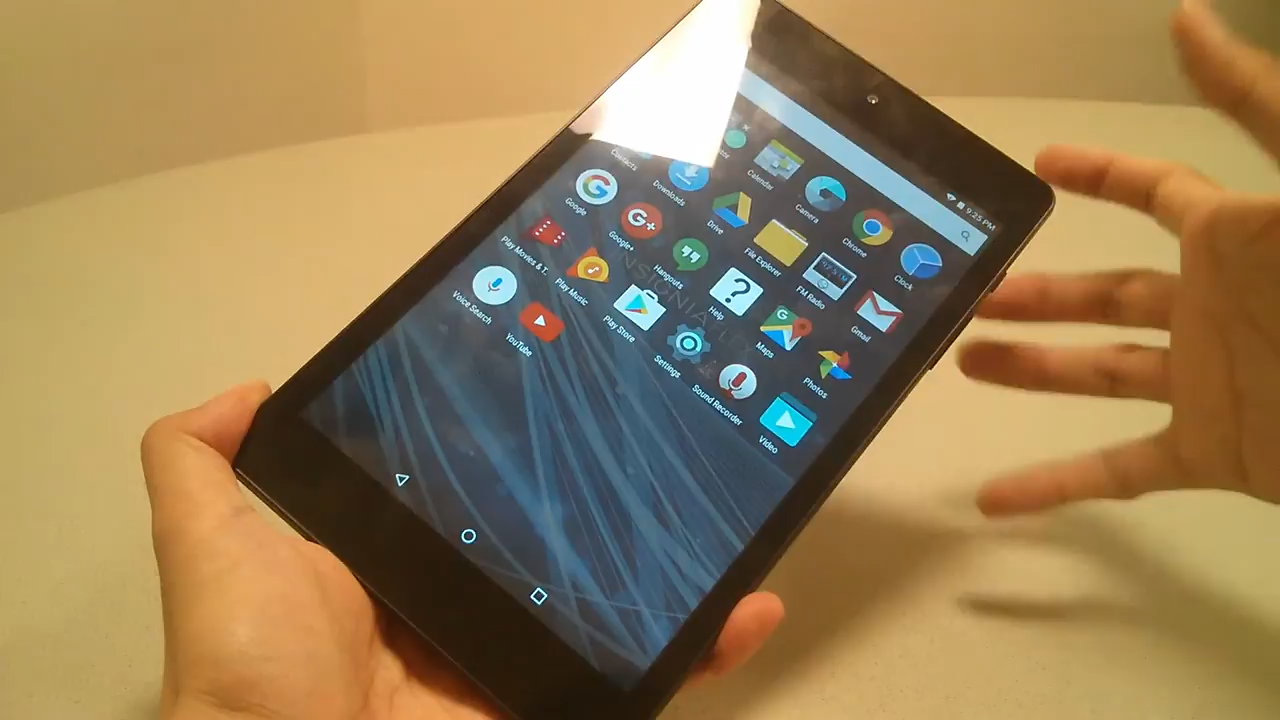 9:25 PM
Contacts
Calendar
Camera
Chrome
Clock
Downloads
Drive
File Explorer
FM Radio
Gmail
Google
Google+
Hangouts
Help
Maps
Photos
Play Movies & T..
Play Music
Play Store
Settings
Sound Recorder
Video
Voice Search
YouTube